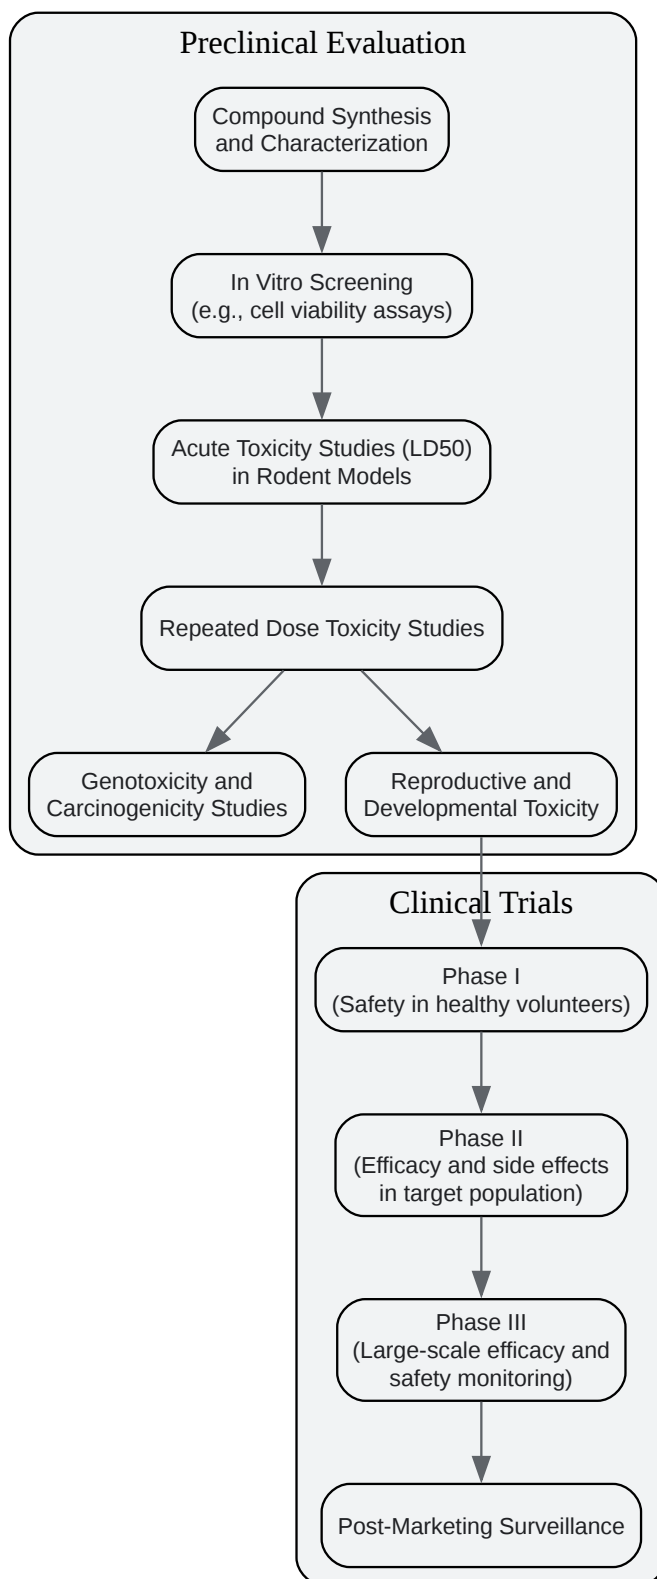 Preclinical Evaluation
Compound Synthesis
and Characterization
In Vitro Screening
(e.g., cell viability assays)
Acute Toxicity Studies (LD50)
in Rodent Models
Repeated Dose Toxicity Studies
Genotoxicity and
Carcinogenicity Studies
Reproductive and
Developmental Toxicity
Clinical Trials
Phase I
(Safety in healthy volunteers)
Phase II
(Efficacy and side effects
in target population)
Phase III
(Large-scale efficacy and
safety monitoring)
Post-Marketing Surveillance